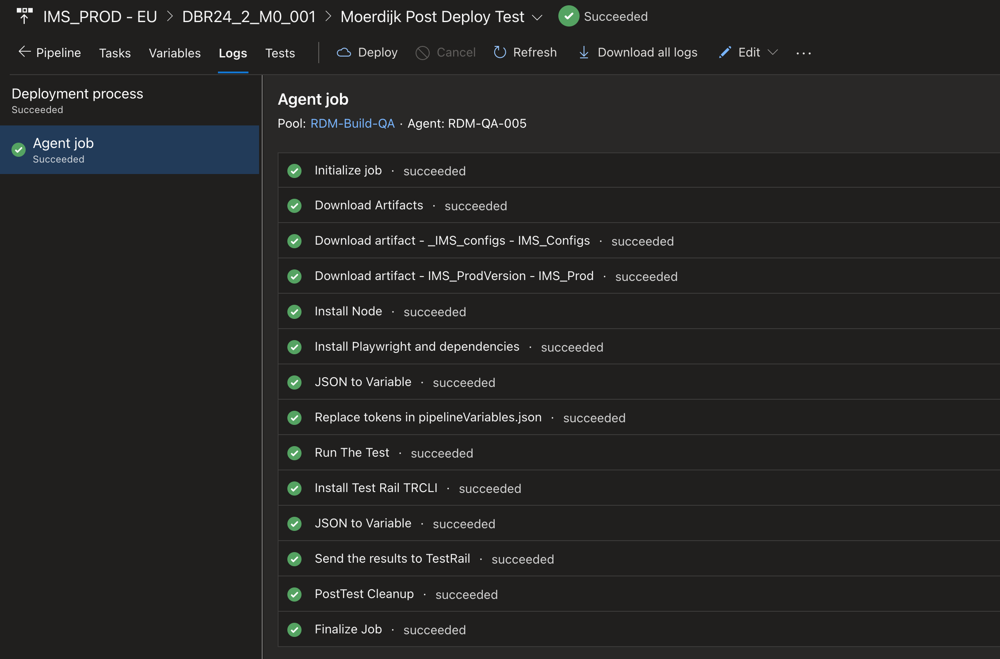 IMS_PROD - EU > DBR24_2_M0_001 > Moerdijk Post Deploy Test Succeeded
Pipeline Tasks Variables Logs Tests Deploy Cancel Refresh Download all logs Edit ...
Deployment process
Succeeded
Agent job
Succeeded
Agent job
Pool: RDM-Build-QA · Agent: RDM-QA-005
Initialize job · succeeded
Download Artifacts · succeeded
Download artifact - _IMS_configs - IMS_Configs · succeeded
Download artifact - IMS_ProdVersion - IMS_Prod · succeeded
Install Node · succeeded
Install Playwright and dependencies · succeeded
JSON to Variable · succeeded
Replace tokens in pipelineVariables.json · succeeded
Run The Test · succeeded
Install Test Rail TRCLI · succeeded
JSON to Variable · succeeded
Send the results to TestRail · succeeded
PostTest Cleanup · succeeded
Finalize Job · succeeded